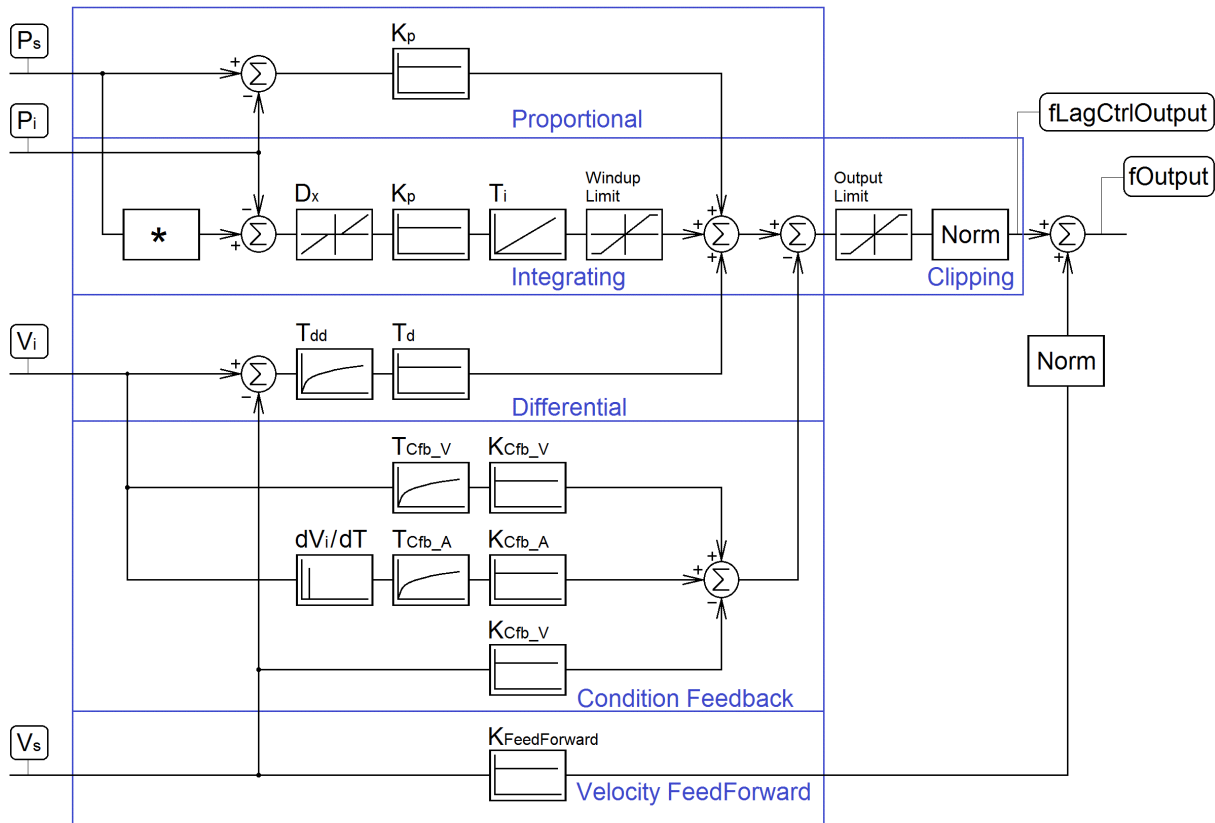 Ps
Kp
Pi
Proportional
fLagCtrlOutput
fOutput
Dx
Kp
Ti
Windup
Limit
Output
Limit
*
Norm
Integrating
Clipping
Vi
Tdd
Td
Norm
Differential
TCfb_V
KCfb_V
dVi/dT
TCfb_A
KCfb_A
KCfb_V
Condition Feedback
Vs
KFeedForward
Velocity FeedForward